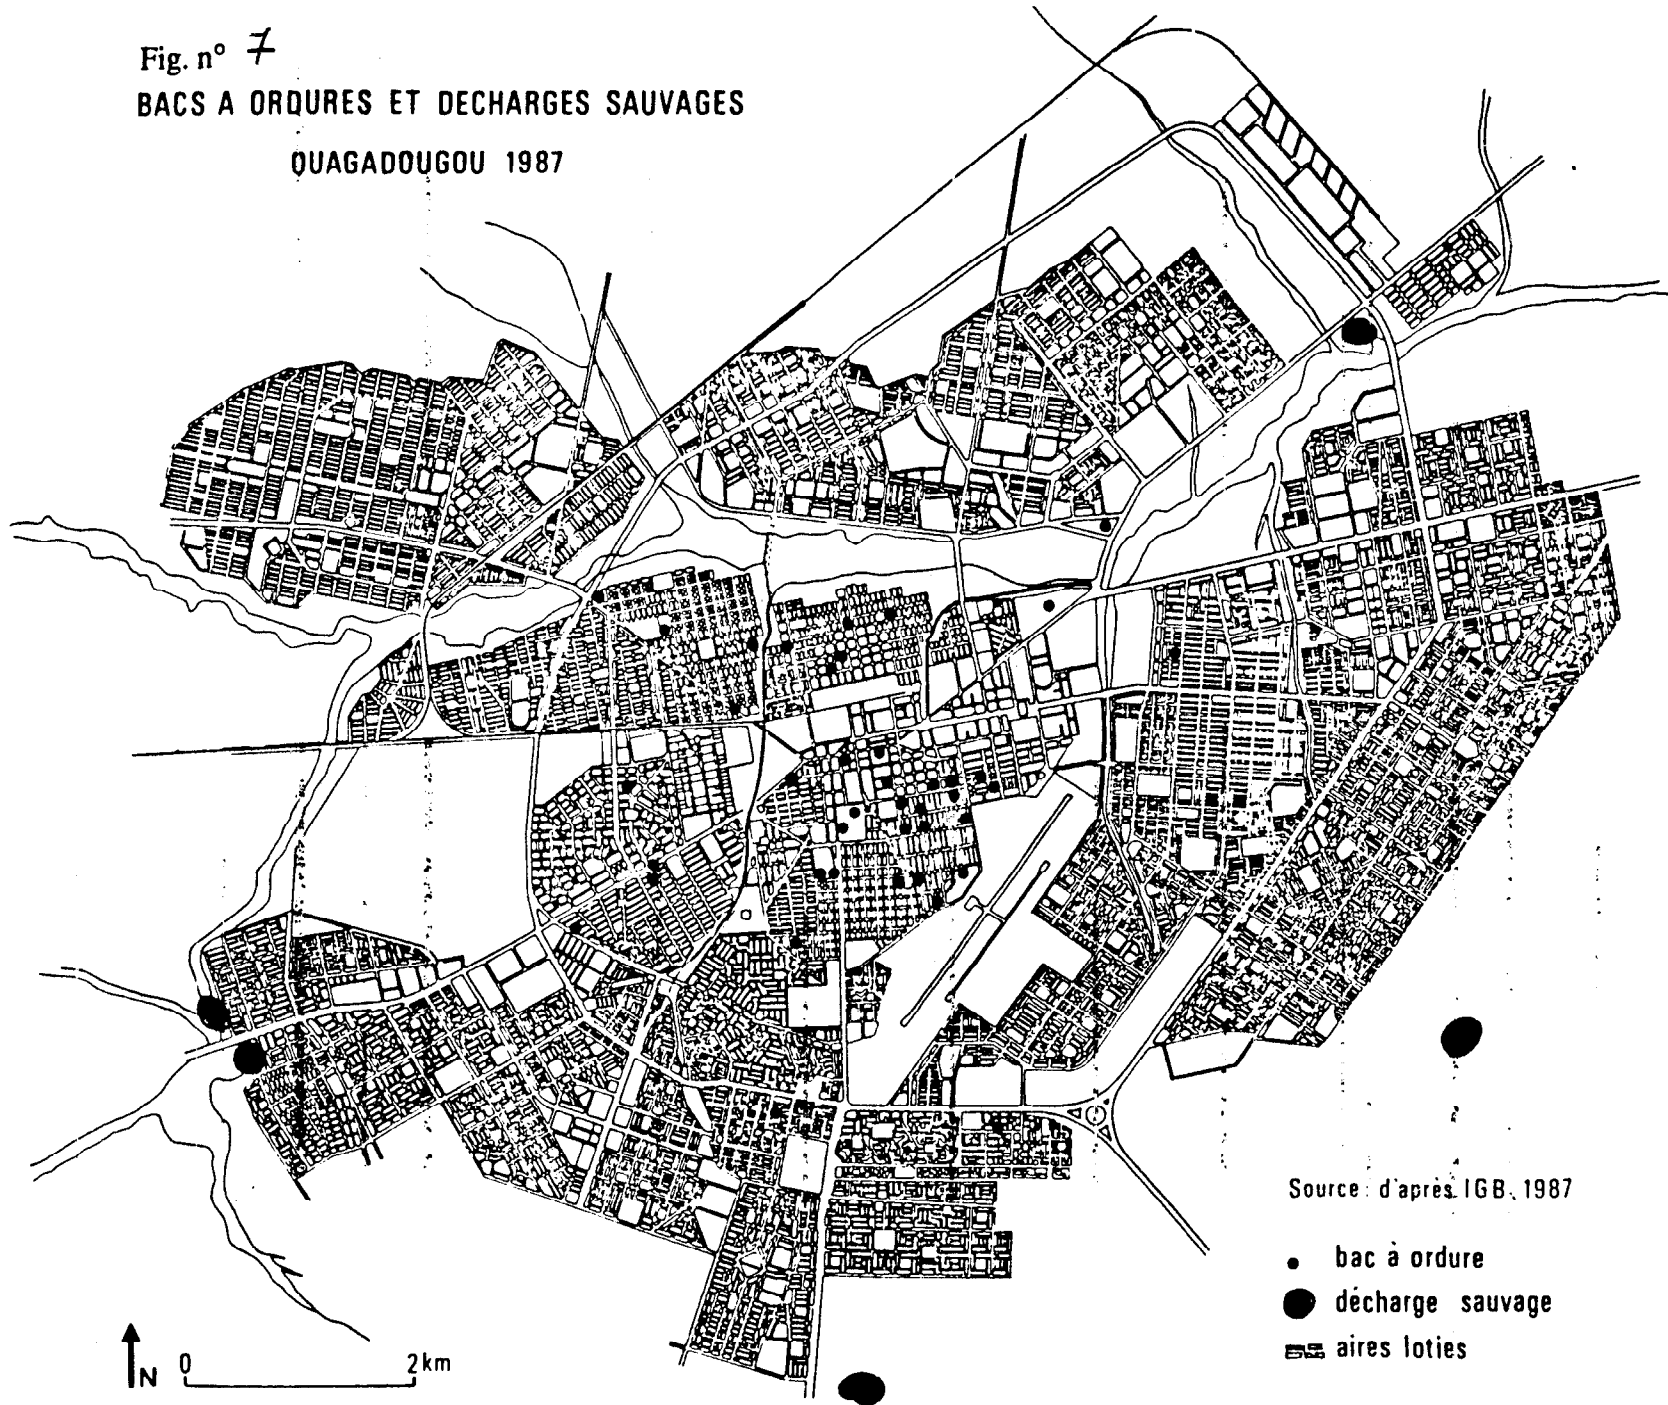 Fig. n° 7
BACS A ORDURES ET DECHARGES SAUVAGES
OUAGADOUGOU 1987
Source : d'après IGB, 1987
bac à ordure
décharge sauvage
aires loties
N 0 2km